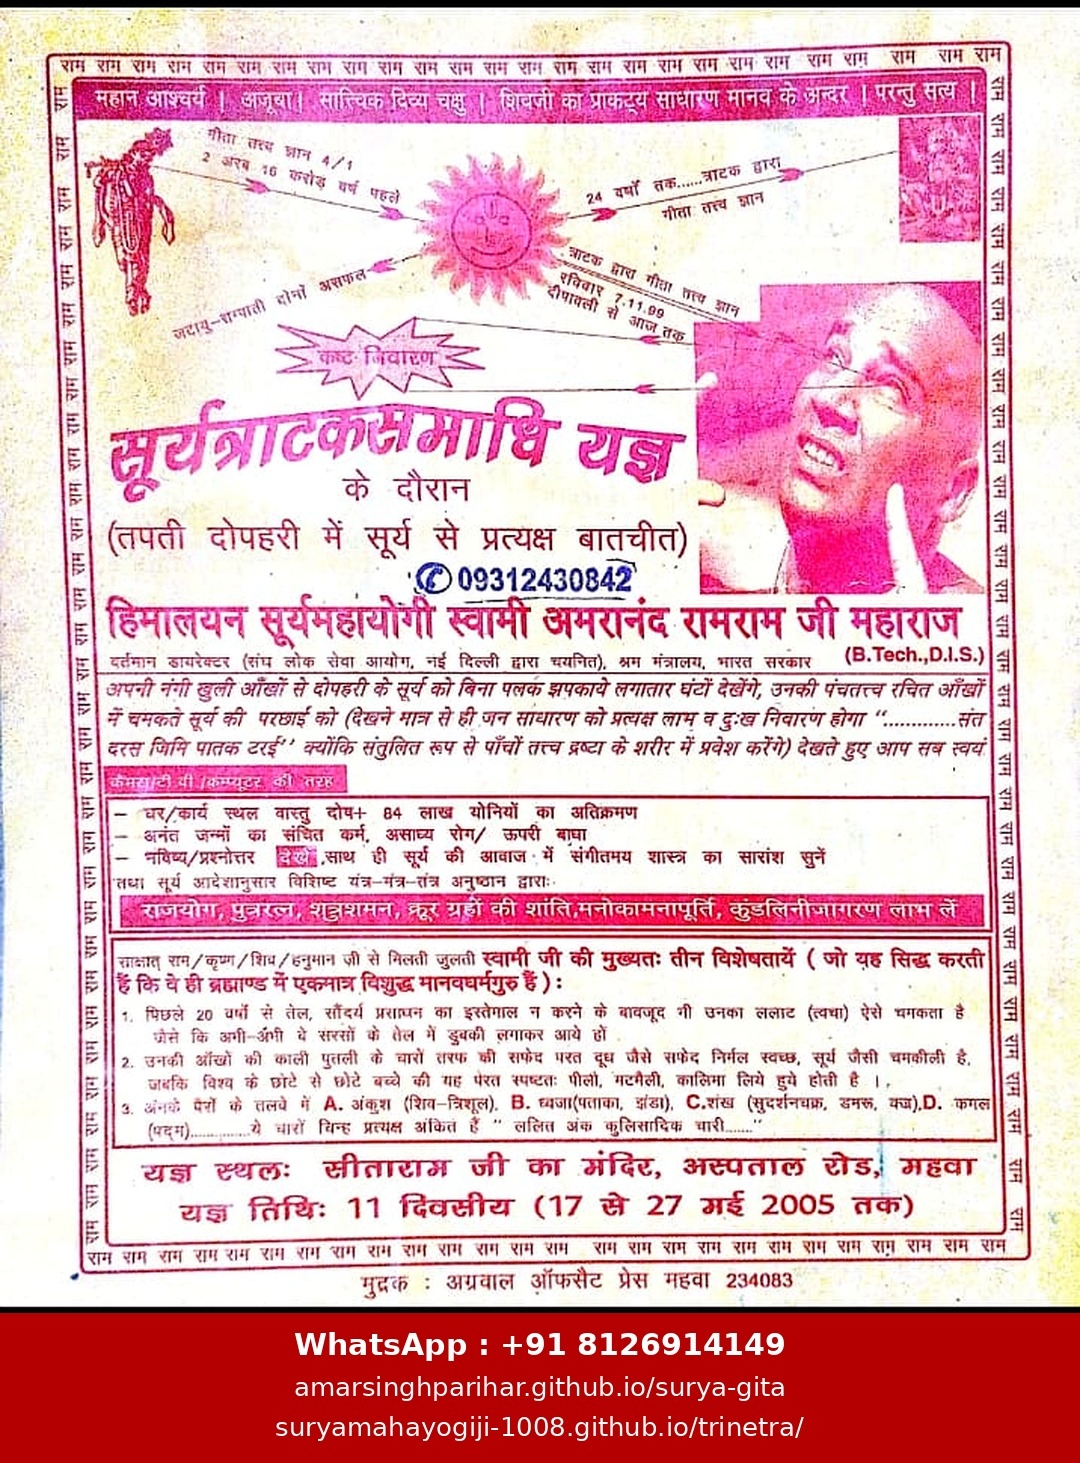 राम राम राम राम राम राम राम राम राम राम राम राम राम राम राम राम राम राम राम राम राम राम राम राम राम राम
महान आश्चर्य | अजूबा| सात्त्विक दिव्य चक्षु | शिवजी का प्राकट्य साधारण मानव के अन्दर | परन्तु सत्य |
गीता तत्त्व ज्ञान 4/1
2 अरब 16 करोड़ वर्ष पहले
24 वर्षों तक......त्राटक द्वारा
गीता तत्त्व ज्ञान
जटायु-सम्पाती दोनों असफल
त्राटक द्वारा गीता तत्त्व ज्ञान
रविवार 7.11.99
दीपावली से आज तक
कष्ट निवारण
सूर्यत्राटकसमाधि यज्ञ
के दौरान
(तपती दोपहरी में सूर्य से प्रत्यक्ष बातचीत)
✆ 09312430842
हिमालयन सूर्यमहायोगी स्वामी अमरानंद रामराम जी महाराज
वर्तमान डायरेक्टर (संघ लोक सेवा आयोग, नई दिल्ली द्वारा चयनित), श्रम मंत्रालय, भारत सरकार (B.Tech.,D.I.S.)
अपनी नंगी खुली आँखों से दोपहरी के सूर्य को बिना पलक झपकाये लगातार घंटों देखेंगे, उनकी पंचतत्त्व रचित आँखों
में चमकते सूर्य की परछाई को (देखने मात्र से ही जन साधारण को प्रत्यक्ष लाभ व दुःख निवारण होगा “............संत
दरस जिमि पातक टरई’’ क्योंकि संतुलित रूप से पाँचों तत्त्व द्रष्टा के शरीर में प्रवेश करेंगे) देखते हुए आप सब स्वयं
कैमरा/टी वी /कम्प्यूटर की तरह
– घर/कार्य स्थल वास्तु दोष+ 84 लाख योनियों का अतिक्रमण
– अनंत जन्मों का संचित कर्म, असाध्य रोग/ ऊपरी बाधा
– भविष्य/प्रश्नोत्तर देखें ,साथ ही सूर्य की आवाज में संगीतमय शास्त्र का सारांश सुनें
तथा सूर्य आदेशानुसार विशिष्ट यंत्र-मंत्र-तंत्र अनुष्ठान द्वाराः
राजयोग, पुत्ररत्न, शत्रुशमन, क्रूर ग्रहों की शांति,मनोकामनापूर्ति, कुंडलिनीजागरण लाभ लें
साक्षात् राम/कृष्ण/शिव/हनुमान जी से मिलती जुलती स्वामी जी की मुख्यतः तीन विशेषतायें ( जो यह सिद्ध करती
हैं कि वे ही ब्रह्माण्ड में एकमात्र विशुद्ध मानवधर्मगुरु हैं ) :
1. पिछले 20 वर्षों से तेल, सौंदर्य प्रसाधन का इस्तेमाल न करने के बावजूद भी उनका ललाट (त्वचा) ऐसे चमकता है
जैसे कि अभी-अभी वे सरसों के तेल में डुबकी लगाकर आये हों
2. उनकी आँखों की काली पुतली के चारों तरफ की सफेद परत दूध जैसे सफेद निर्मल स्वच्छ, सूर्य जैसी चमकीली है,
जबकि विश्व के छोटे से छोटे बच्चे की यह परत स्पष्टतः पीली, मटमैली, कालिमा लिये हुये होती है ।
3. उनके पैरों के तलवे में A. अंकुश (शिव-त्रिशूल), B. ध्वजा(पताका, झंडा), C.शंख (सुदर्शनचक्र, डमरू, वज्र),D. कमल
(पद्म)..............ये चारों चिन्ह प्रत्यक्ष अंकित हैं ” ललित अंक कुलिसादिक चारी......”
यज्ञ स्थलः सीताराम जी का मंदिर, अस्पताल रोड, महवा
यज्ञ तिथिः 11 दिवसीय (17 से 27 मई 2005 तक)
राम राम राम राम राम राम राम राम राम राम राम राम राम राम राम राम राम राम राम राम राम राम राम राम राम राम
मुद्रक : अग्रवाल ऑफसैट प्रेस महवा 234083
WhatsApp : +91 8126914149
amarsinghparihar.github.io/surya-gita
suryamahayogiji-1008.github.io/trinetra/